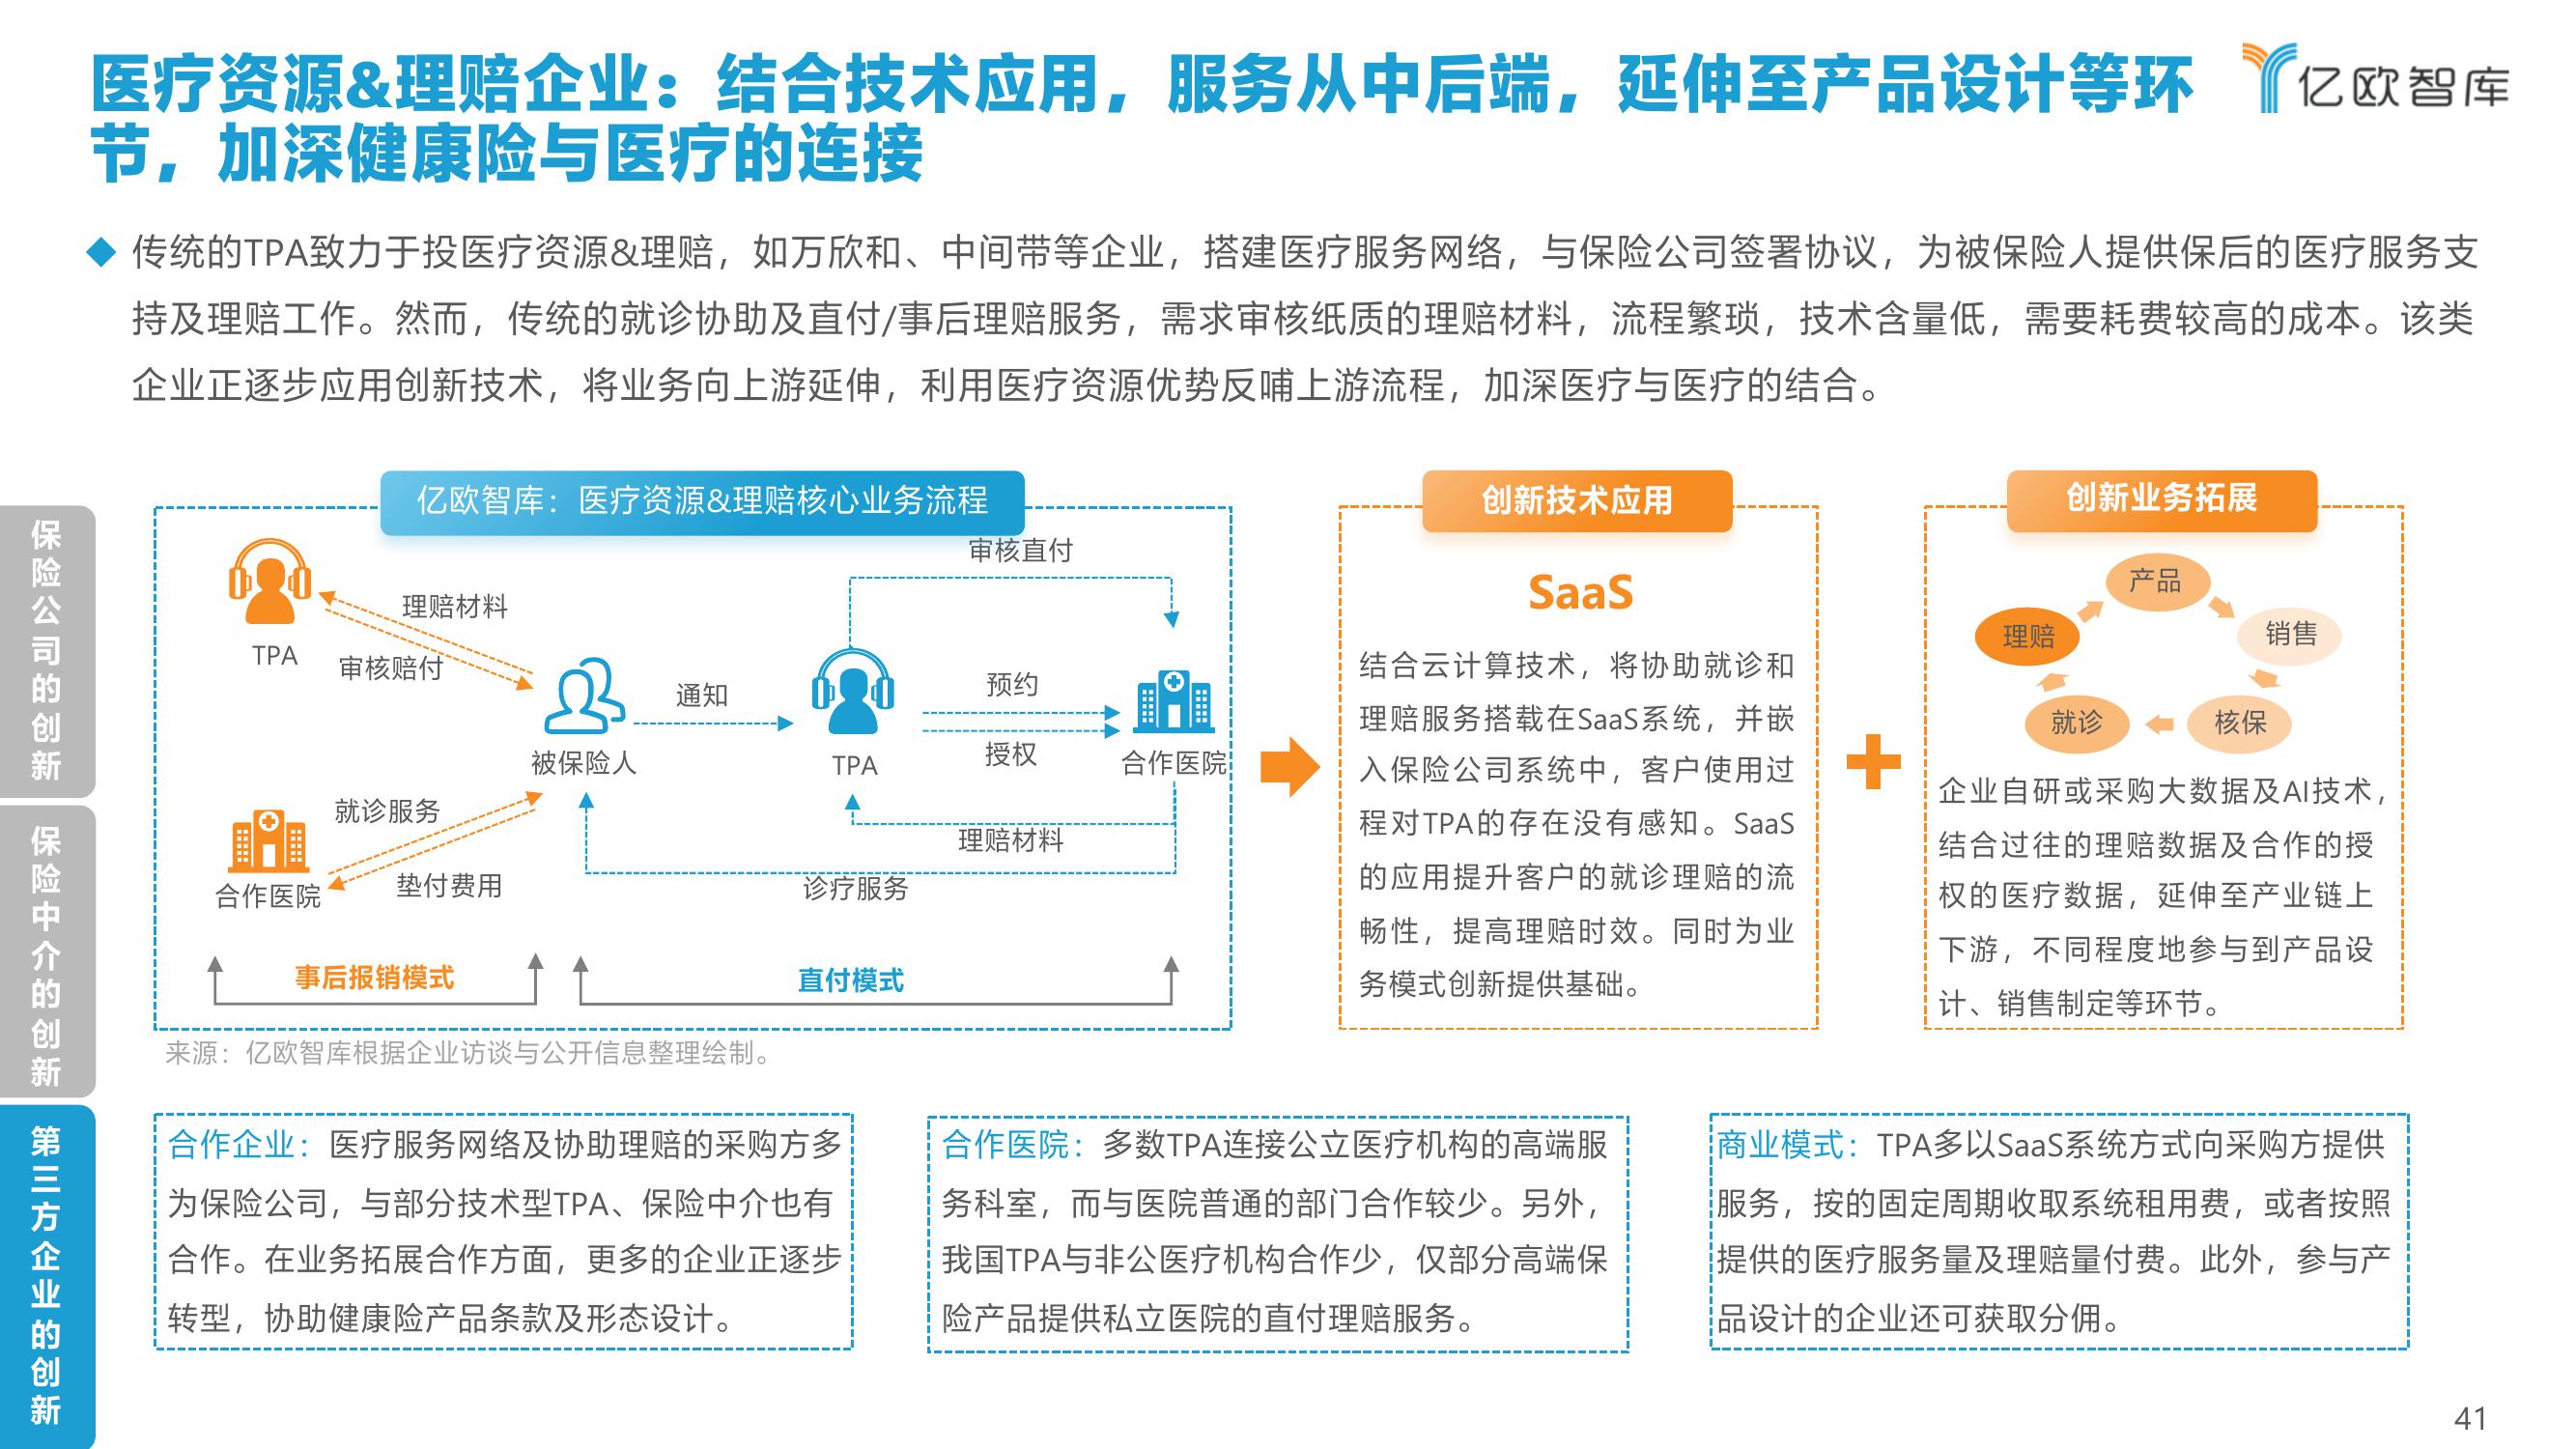 医疗资源&理赔企业：结合技术应用，服务从中后端，延伸至产品设计等环
节，加深健康险与医疗的连接
亿欧智库
传统的TPA致力于投医疗资源&理赔，如万欣和、中间带等企业，搭建医疗服务网络，与保险公司签署协议，为被保险人提供保后的医疗服务支
持及理赔工作。然而，传统的就诊协助及直付/事后理赔服务，需求审核纸质的理赔材料，流程繁琐，技术含量低，需要耗费较高的成本。该类
企业正逐步应用创新技术，将业务向上游延伸，利用医疗资源优势反哺上游流程，加深医疗与医疗的结合。
保险公司的创新
保险中介的创新
第三方企业的创新
亿欧智库：医疗资源&理赔核心业务流程
审核直付
理赔材料
TPA
审核赔付
通知
预约
授权
被保险人
TPA
合作医院
就诊服务
理赔材料
垫付费用
诊疗服务
合作医院
事后报销模式
直付模式
来源：亿欧智库根据企业访谈与公开信息整理绘制。
创新技术应用
SaaS
结合云计算技术，将协助就诊和
理赔服务搭载在SaaS系统，并嵌
入保险公司系统中，客户使用过
程对TPA的存在没有感知。SaaS
的应用提升客户的就诊理赔的流
畅性，提高理赔时效。同时为业
务模式创新提供基础。
创新业务拓展
产品
理赔
销售
就诊
核保
企业自研或采购大数据及AI技术，
结合过往的理赔数据及合作的授
权的医疗数据，延伸至产业链上
下游，不同程度地参与到产品设
计、销售制定等环节。
合作企业：医疗服务网络及协助理赔的采购方多
为保险公司，与部分技术型TPA、保险中介也有
合作。在业务拓展合作方面，更多的企业正逐步
转型，协助健康险产品条款及形态设计。
合作医院：多数TPA连接公立医疗机构的高端服
务科室，而与医院普通的部门合作较少。另外，
我国TPA与非公医疗机构合作少，仅部分高端保
险产品提供私立医院的直付理赔服务。
商业模式：TPA多以SaaS系统方式向采购方提供
服务，按的固定周期收取系统租用费，或者按照
提供的医疗服务量及理赔量付费。此外，参与产
品设计的企业还可获取分佣。
41